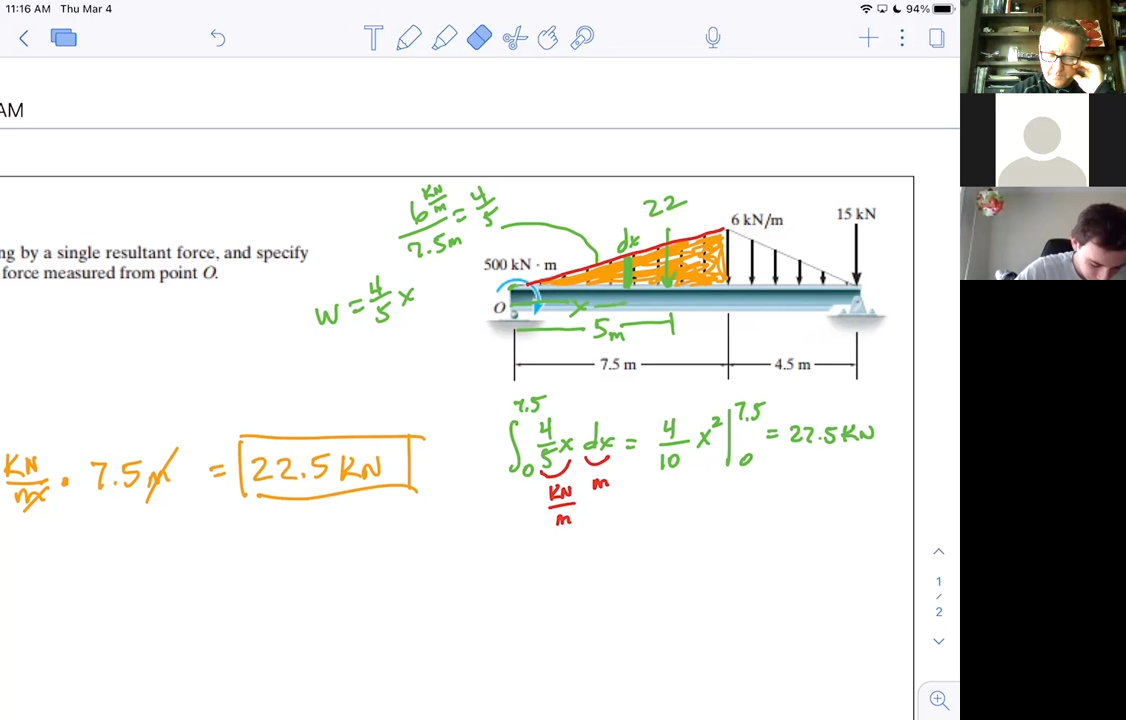 11:16 AM Thu Mar 4
94%
AM
ng by a single resultant force, and specify
force measured from point O.
6 KN/m / 7.5m = 4/5
w = 4/5 x
22
dx
6 kN/m
15 kN
500 kN · m
O
x
5m
7.5 m
4.5 m
∫₀^7.5 4/5 x dx = 4/10 x² |₀^7.5 = 22.5 KN
KN/m
m
KN/m · 7.5 m = 22.5 KN
1
/
2